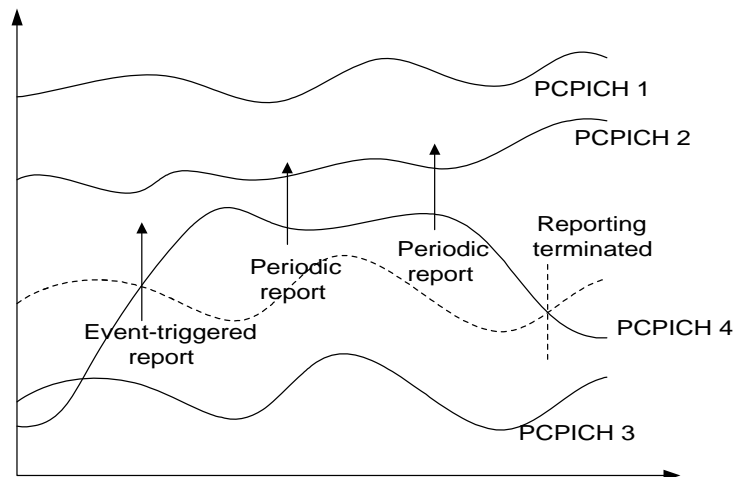 PCPICH 1
PCPICH 2
Reporting
terminated
Periodic
report
Periodic
report
Event-triggered
report
PCPICH 4
PCPICH 3